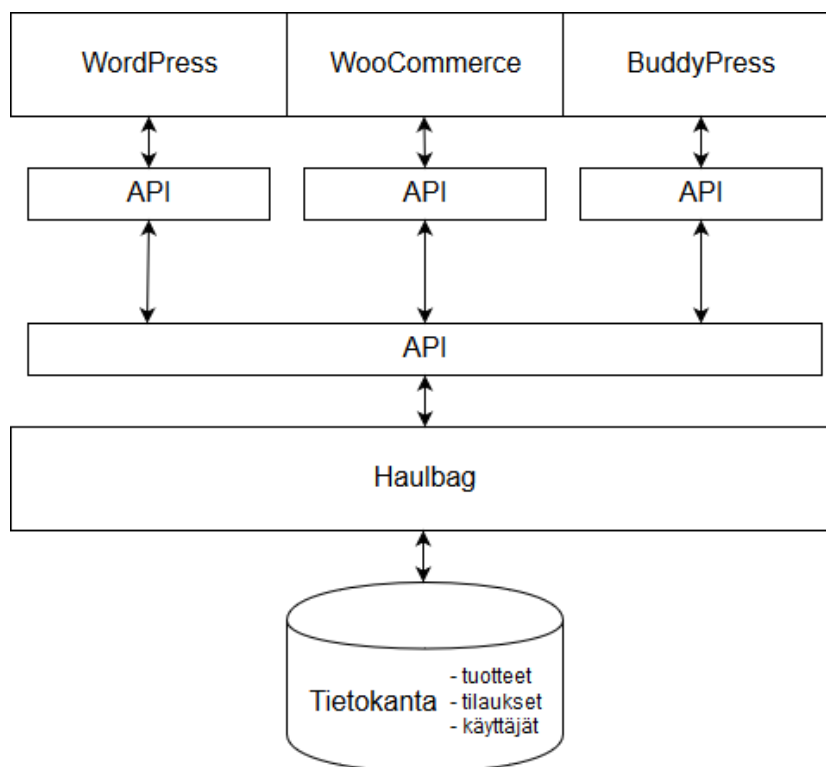 WordPress
WooCommerce
BuddyPress
API
API
API
API
Haulbag
Tietokanta
- tuotteet
- tilaukset
- käyttäjät